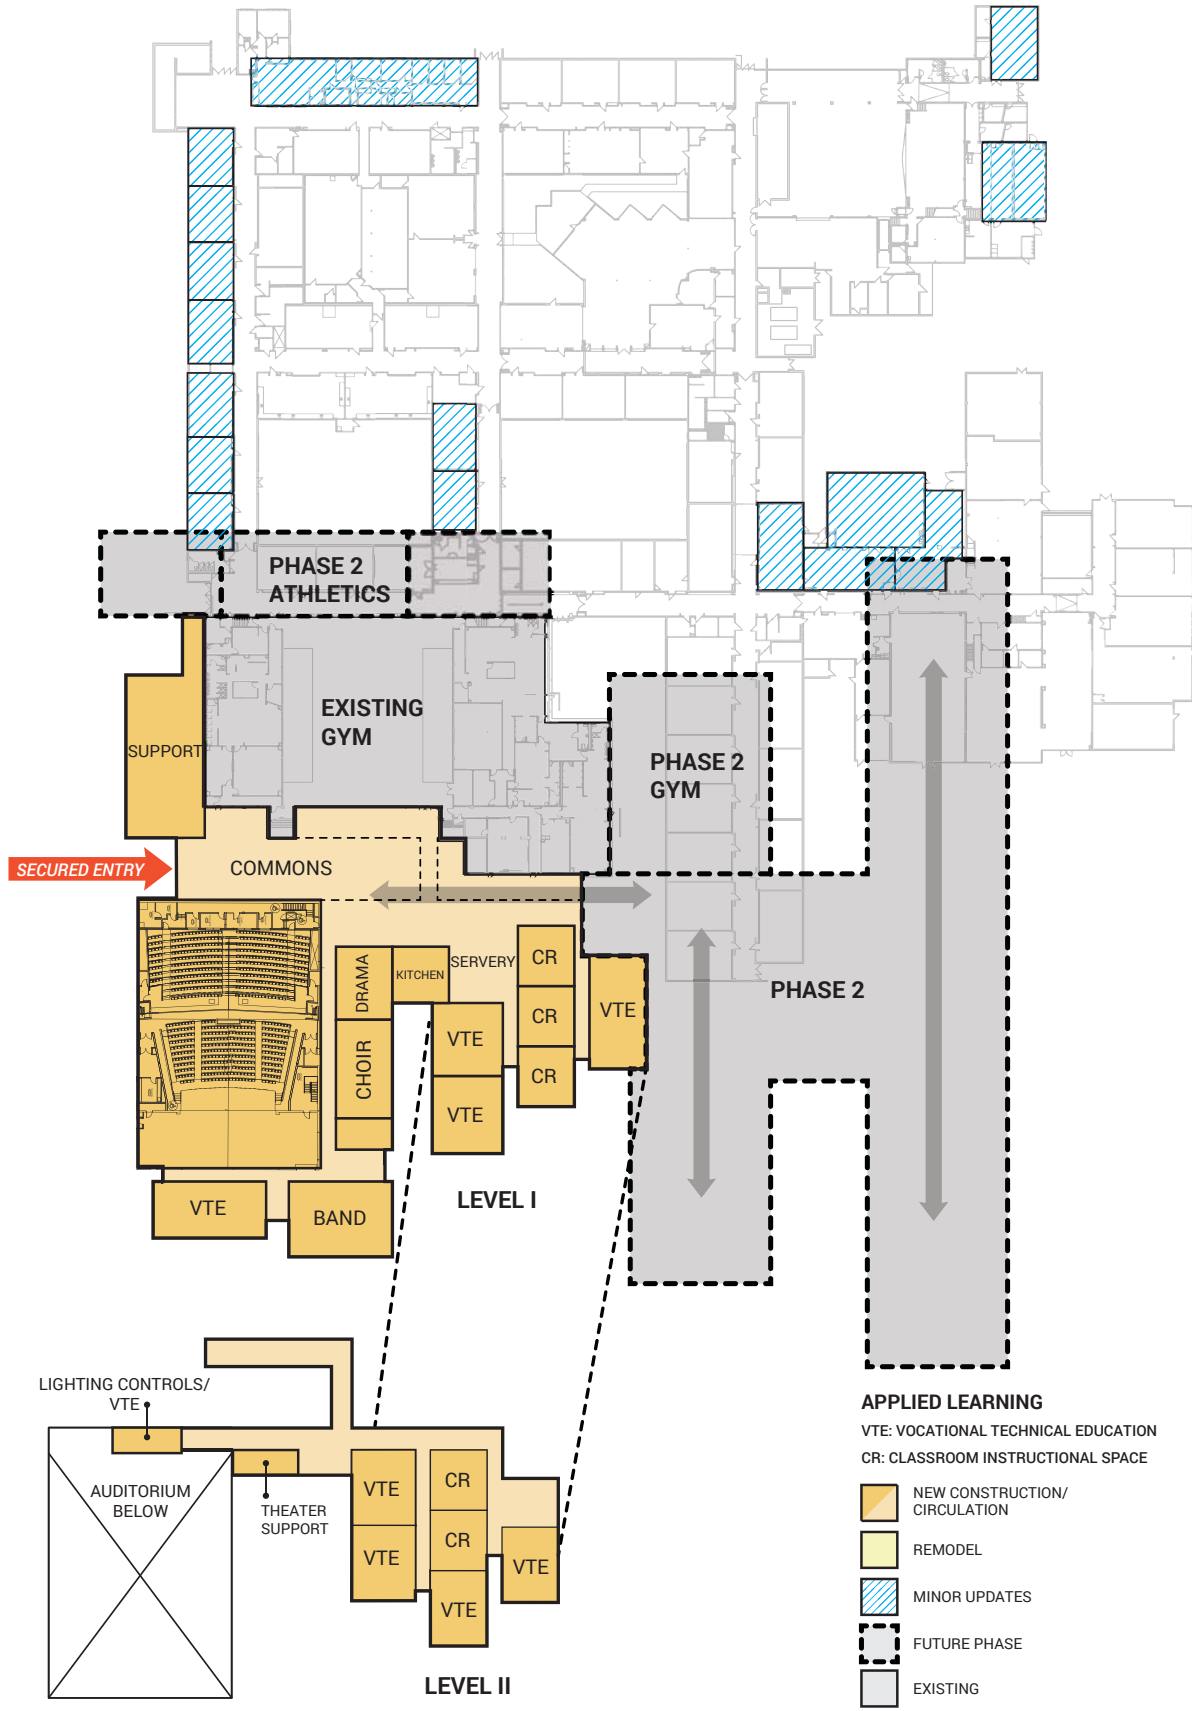 PHASE 2
ATHLETICS
EXISTING
GYM
SUPPORT
PHASE 2
GYM
SECURED ENTRY
COMMONS
DRAMA
KITCHEN
SERVERY
CR
VTE
PHASE 2
CHOIR
VTE
CR
CR
VTE
VTE
BAND
LEVEL I
LIGHTING CONTROLS/
VTE
AUDITORIUM
BELOW
THEATER
SUPPORT
VTE
CR
CR
VTE
VTE
VTE
LEVEL II
APPLIED LEARNING
VTE: VOCATIONAL TECHNICAL EDUCATION
CR: CLASSROOM INSTRUCTIONAL SPACE
NEW CONSTRUCTION/
CIRCULATION
REMODEL
MINOR UPDATES
FUTURE PHASE
EXISTING